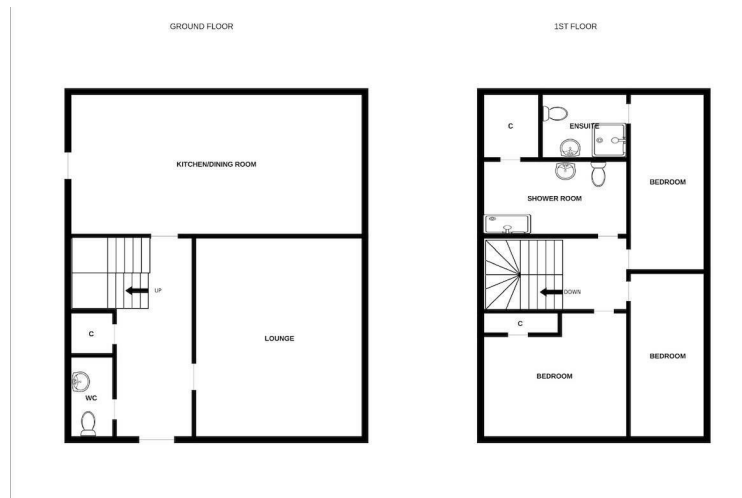 GROUND FLOOR
KITCHEN/DINING ROOM
UP
C
LOUNGE
WC
1ST FLOOR
C
ENSUITE
BEDROOM
SHOWER ROOM
DOWN
C
BEDROOM
BEDROOM